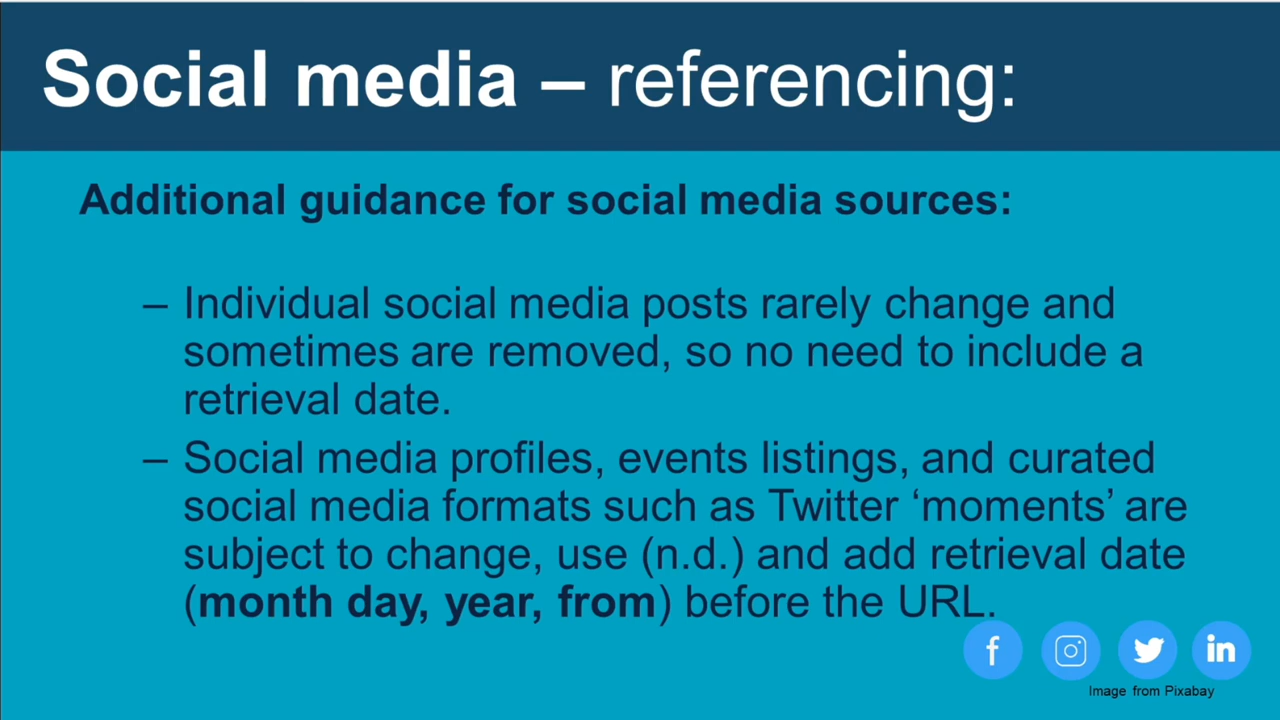 Social media – referencing:
Additional guidance for social media sources:
– Individual social media posts rarely change and
sometimes are removed, so no need to include a
retrieval date.
– Social media profiles, events listings, and curated
social media formats such as Twitter ‘moments’ are
subject to change, use (n.d.) and add retrieval date
(month day, year, from) before the URL.
f in
Image from Pixabay